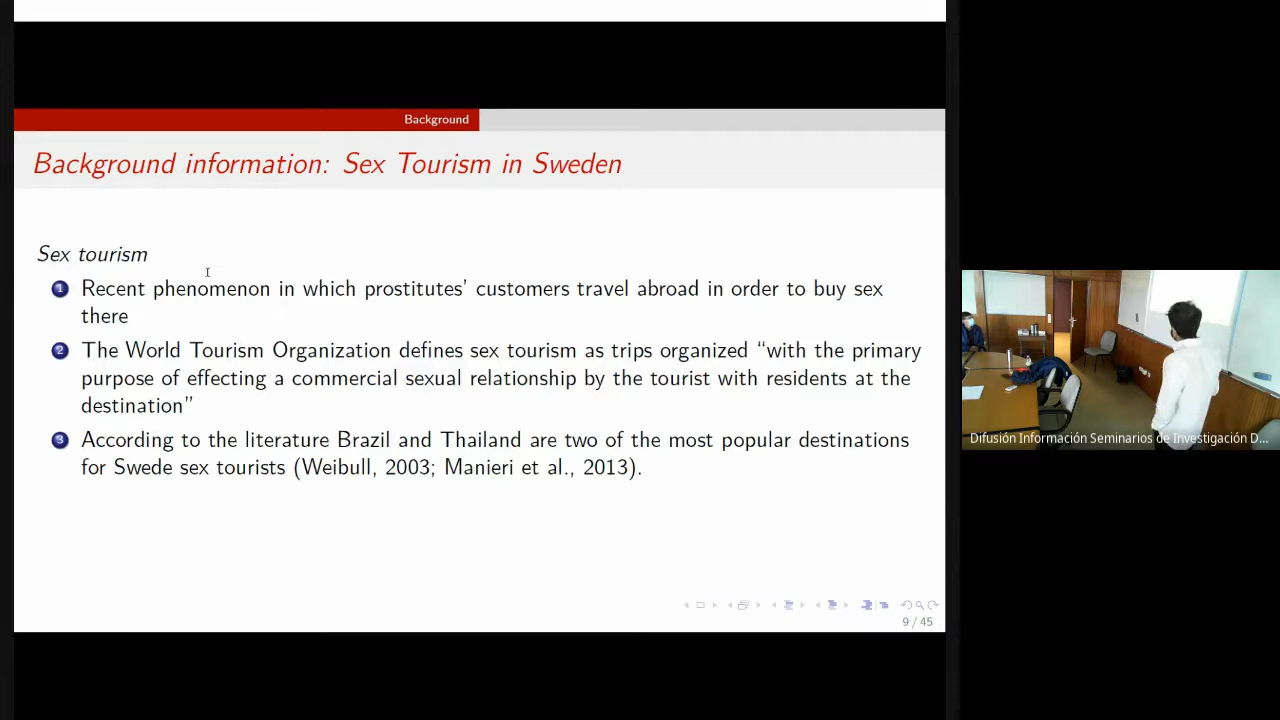 Background
Background information: Sex Tourism in Sweden
Sex tourism
1 Recent phenomenon in which prostitutes' customers travel abroad in order to buy sex
there
2 The World Tourism Organization defines sex tourism as trips organized “with the primary
purpose of effecting a commercial sexual relationship by the tourist with residents at the
destination”
3 According to the literature Brazil and Thailand are two of the most popular destinations
for Swede sex tourists (Weibull, 2003; Manieri et al., 2013).
9 / 45
Difusión Información Seminarios de Investigación D...